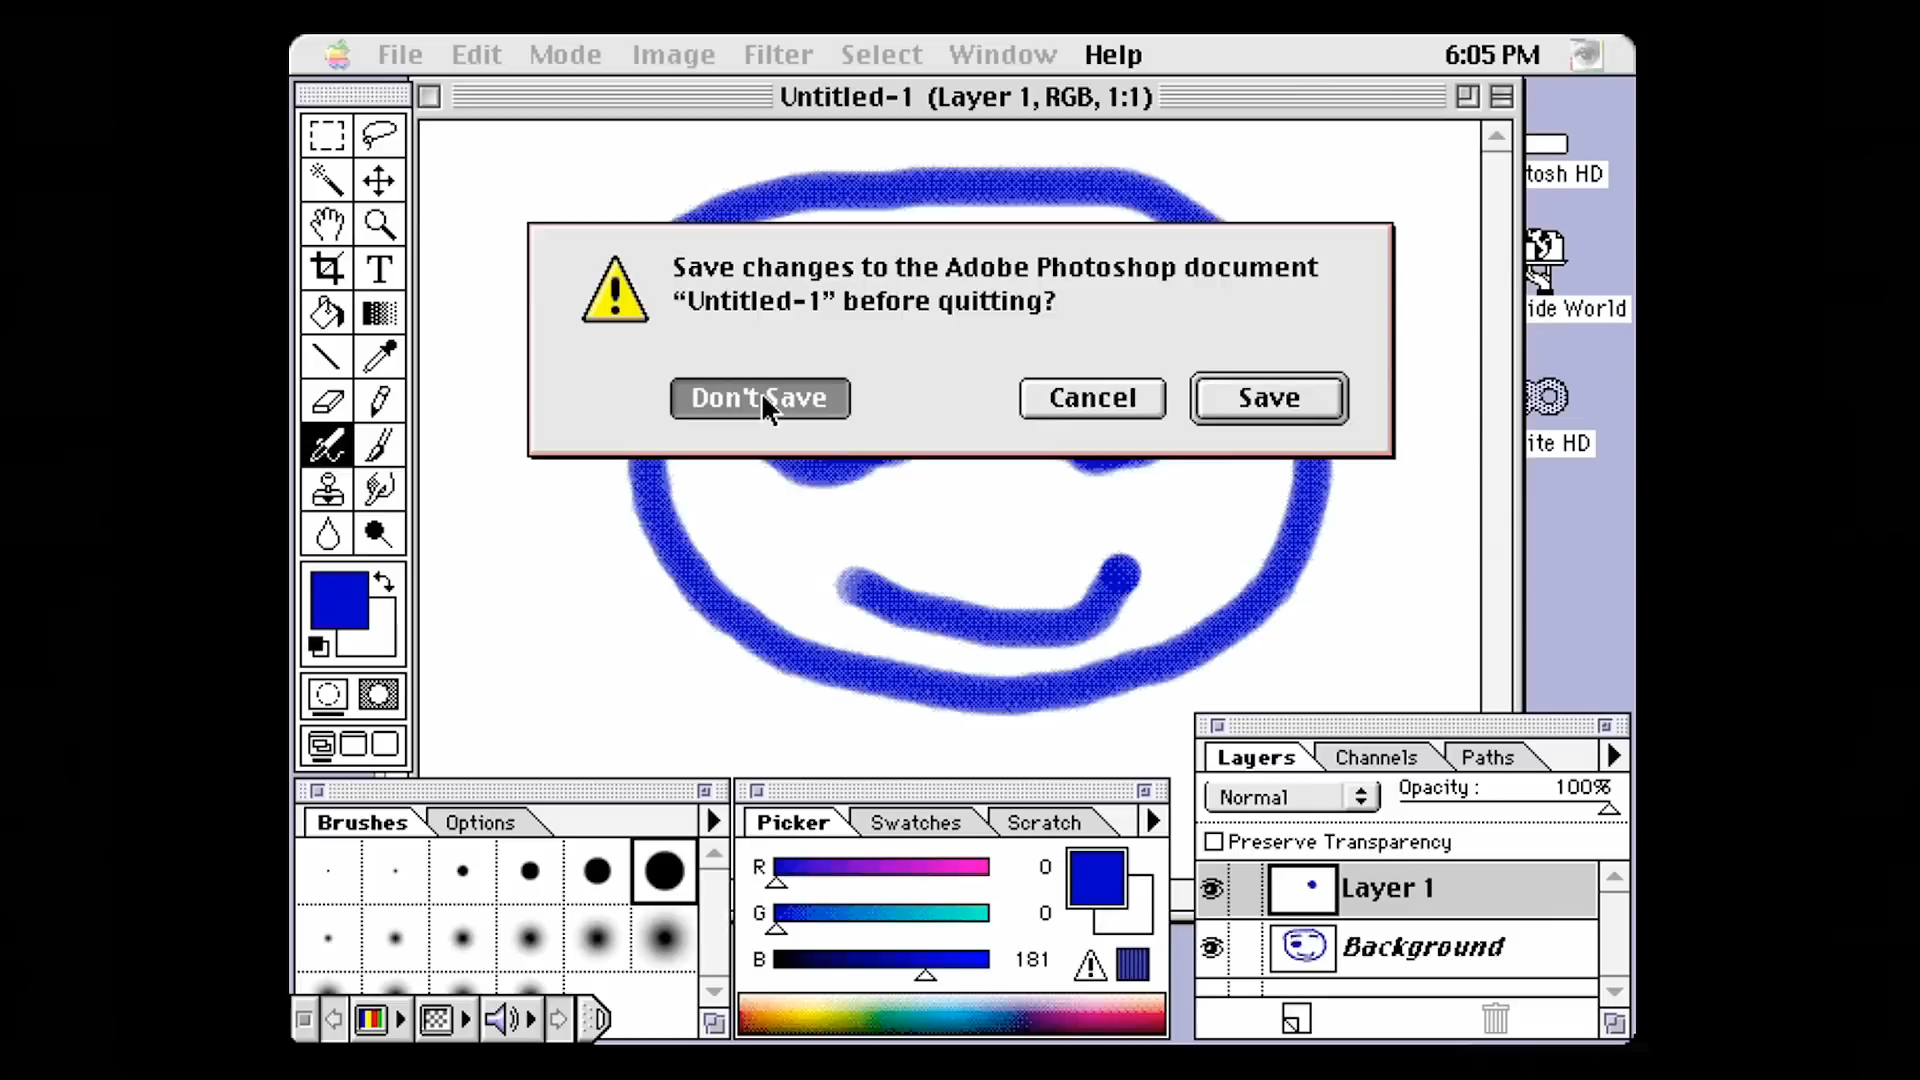 File Edit Mode Image Filter Select Window Help 6:05 PM
Untitled-1 (Layer 1, RGB, 1:1)
tosh HD
Save changes to the Adobe Photoshop document
“Untitled-1” before quitting?
ide World
Don't Save Cancel Save
ite HD
T
Layers Channels Paths
Normal Opacity: 100%
Brushes Options
Picker Swatches Scratch
Preserve Transparency
R 0
Layer 1
G 0
Background
B 181